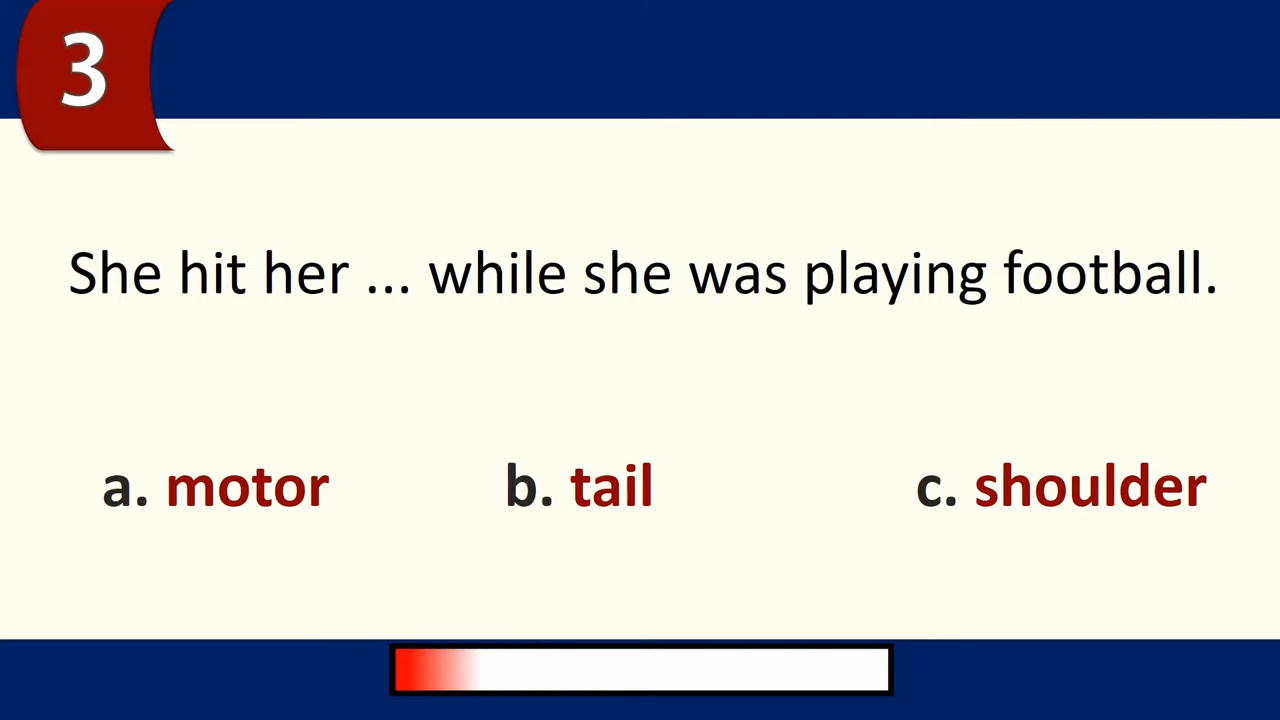 3
She hit her ... while she was playing football.
a. motor b. tail c. shoulder